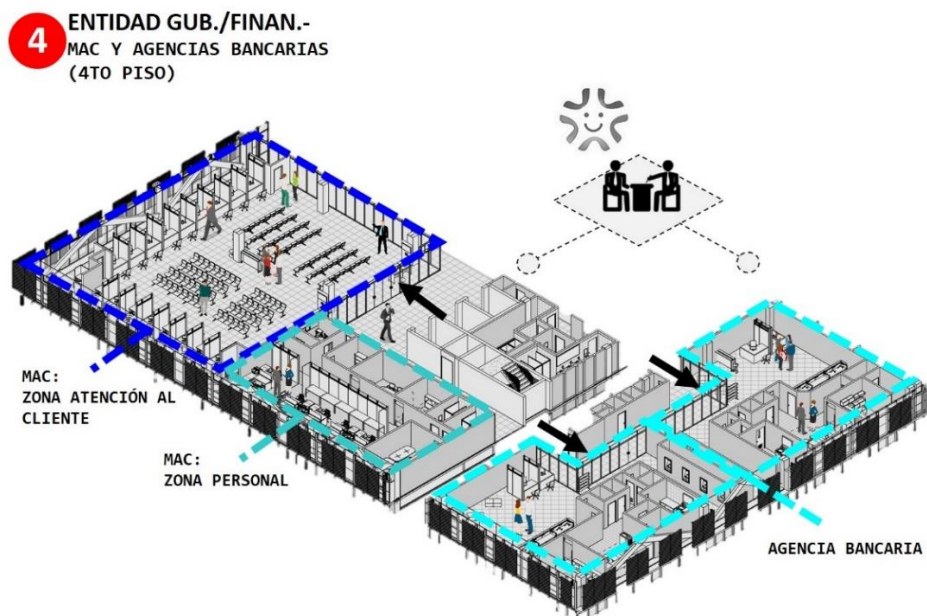 4
ENTIDAD GUB./FINAN.-
MAC Y AGENCIAS BANCARIAS
(4TO PISO)
MAC:
ZONA ATENCIÓN AL
CLIENTE
MAC:
ZONA PERSONAL
AGENCIA BANCARIA